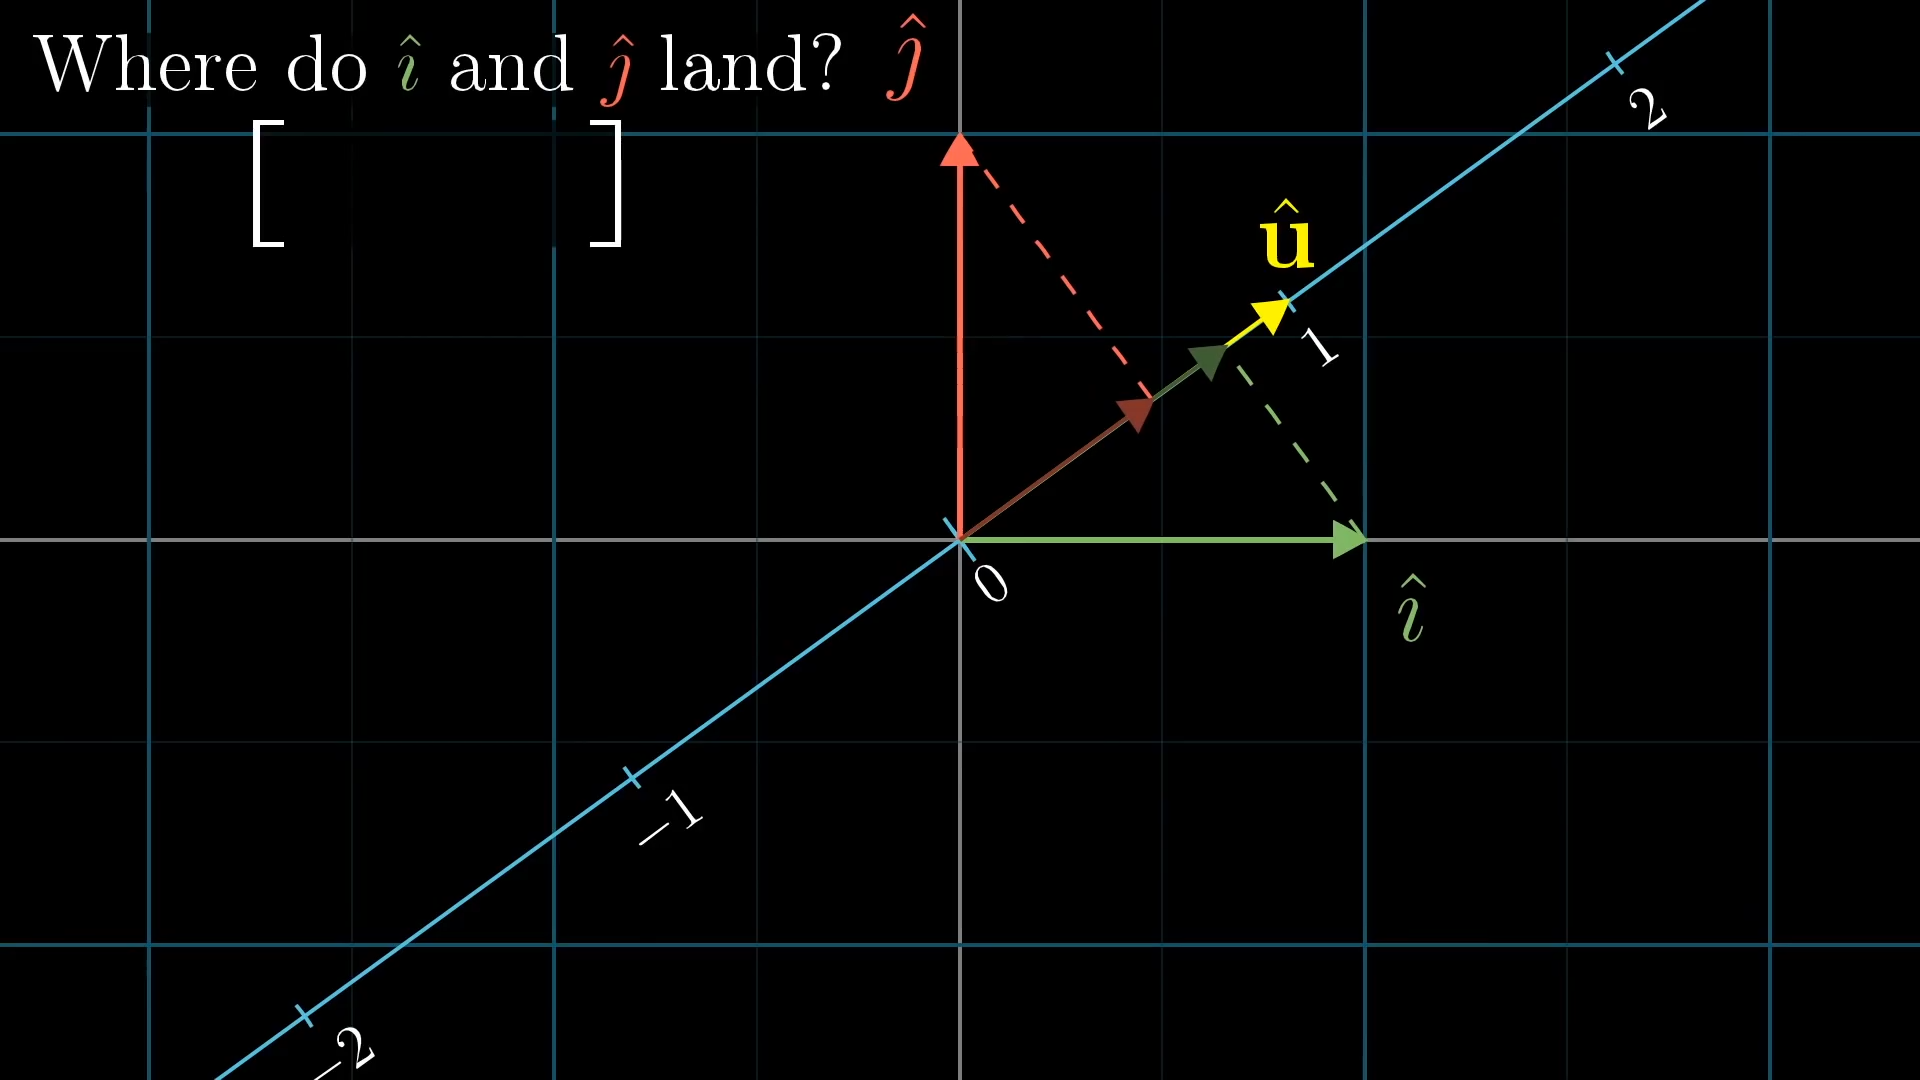 Where do î and ĵ land?
ĵ
[ ]
û
2
1
0
î
−1
−2